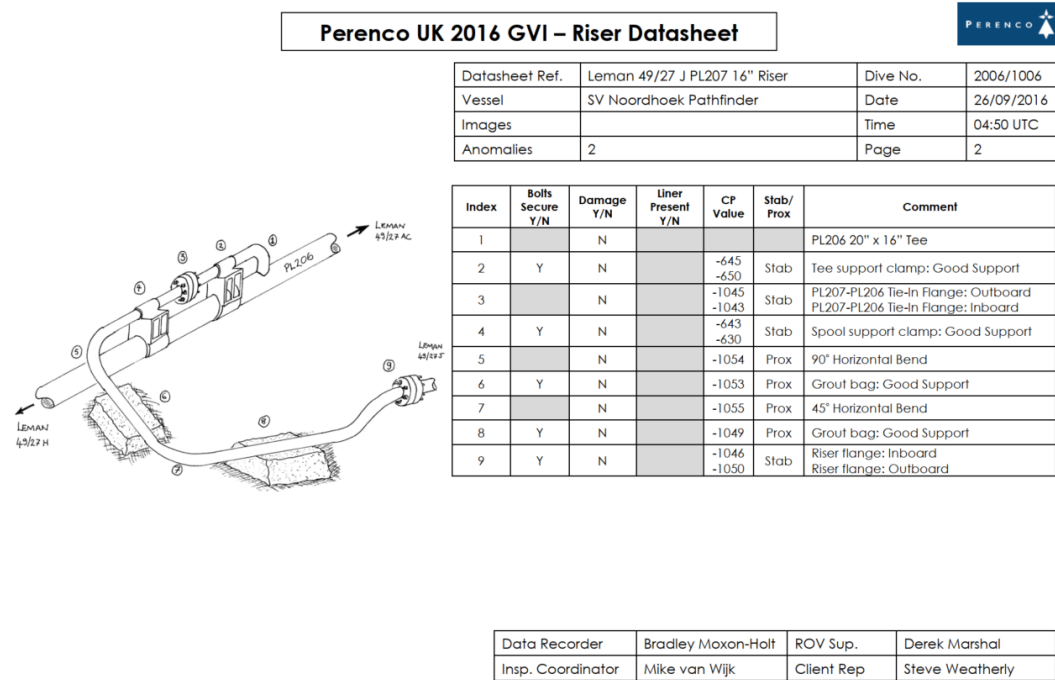 Perenco UK 2016 GVI – Riser Datasheet
PERENCO
Datasheet Ref. Leman 49/27 J PL207 16" Riser Dive No. 2006/1006
Vessel SV Noordhoek Pathfinder Date 26/09/2016
Images Time 04:50 UTC
Anomalies 2 Page 2
Index Bolts Secure Y/N Damage Y/N Liner Present Y/N CP Value Stab/Prox Comment
1 N PL206 20" x 16" Tee
2 Y N -645 -650 Stab Tee support clamp: Good Support
3 N -1045 -1043 Stab PL207-PL206 Tie-In Flange: Outboard
PL207-PL206 Tie-In Flange: Inboard
4 Y N -643 -630 Stab Spool support clamp: Good Support
5 N -1054 Prox 90° Horizontal Bend
6 Y N -1053 Prox Grout bag: Good Support
7 N -1055 Prox 45° Horizontal Bend
8 Y N -1049 Prox Grout bag: Good Support
9 Y N -1046 -1050 Stab Riser flange: Inboard
Riser flange: Outboard
LEMAN
49/27 AC
1
2
3
PL206
4
5
LEMAN
49/27 J
9
6
LEMAN
49/27 H
8
7
Data Recorder Bradley Moxon-Holt ROV Sup. Derek Marshal
Insp. Coordinator Mike van Wijk Client Rep Steve Weatherly